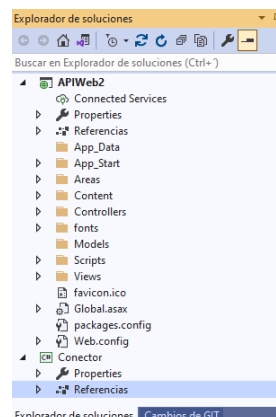 Explorador de soluciones
Buscar en Explorador de soluciones (Ctrl+´)
APIWeb2
Connected Services
Properties
Referencias
App_Data
App_Start
Areas
Content
Controllers
fonts
Models
Scripts
Views
favicon.ico
Global.asax
packages.config
Web.config
C# Conector
Properties
Referencias
Explorador de soluciones Cambios de GIT